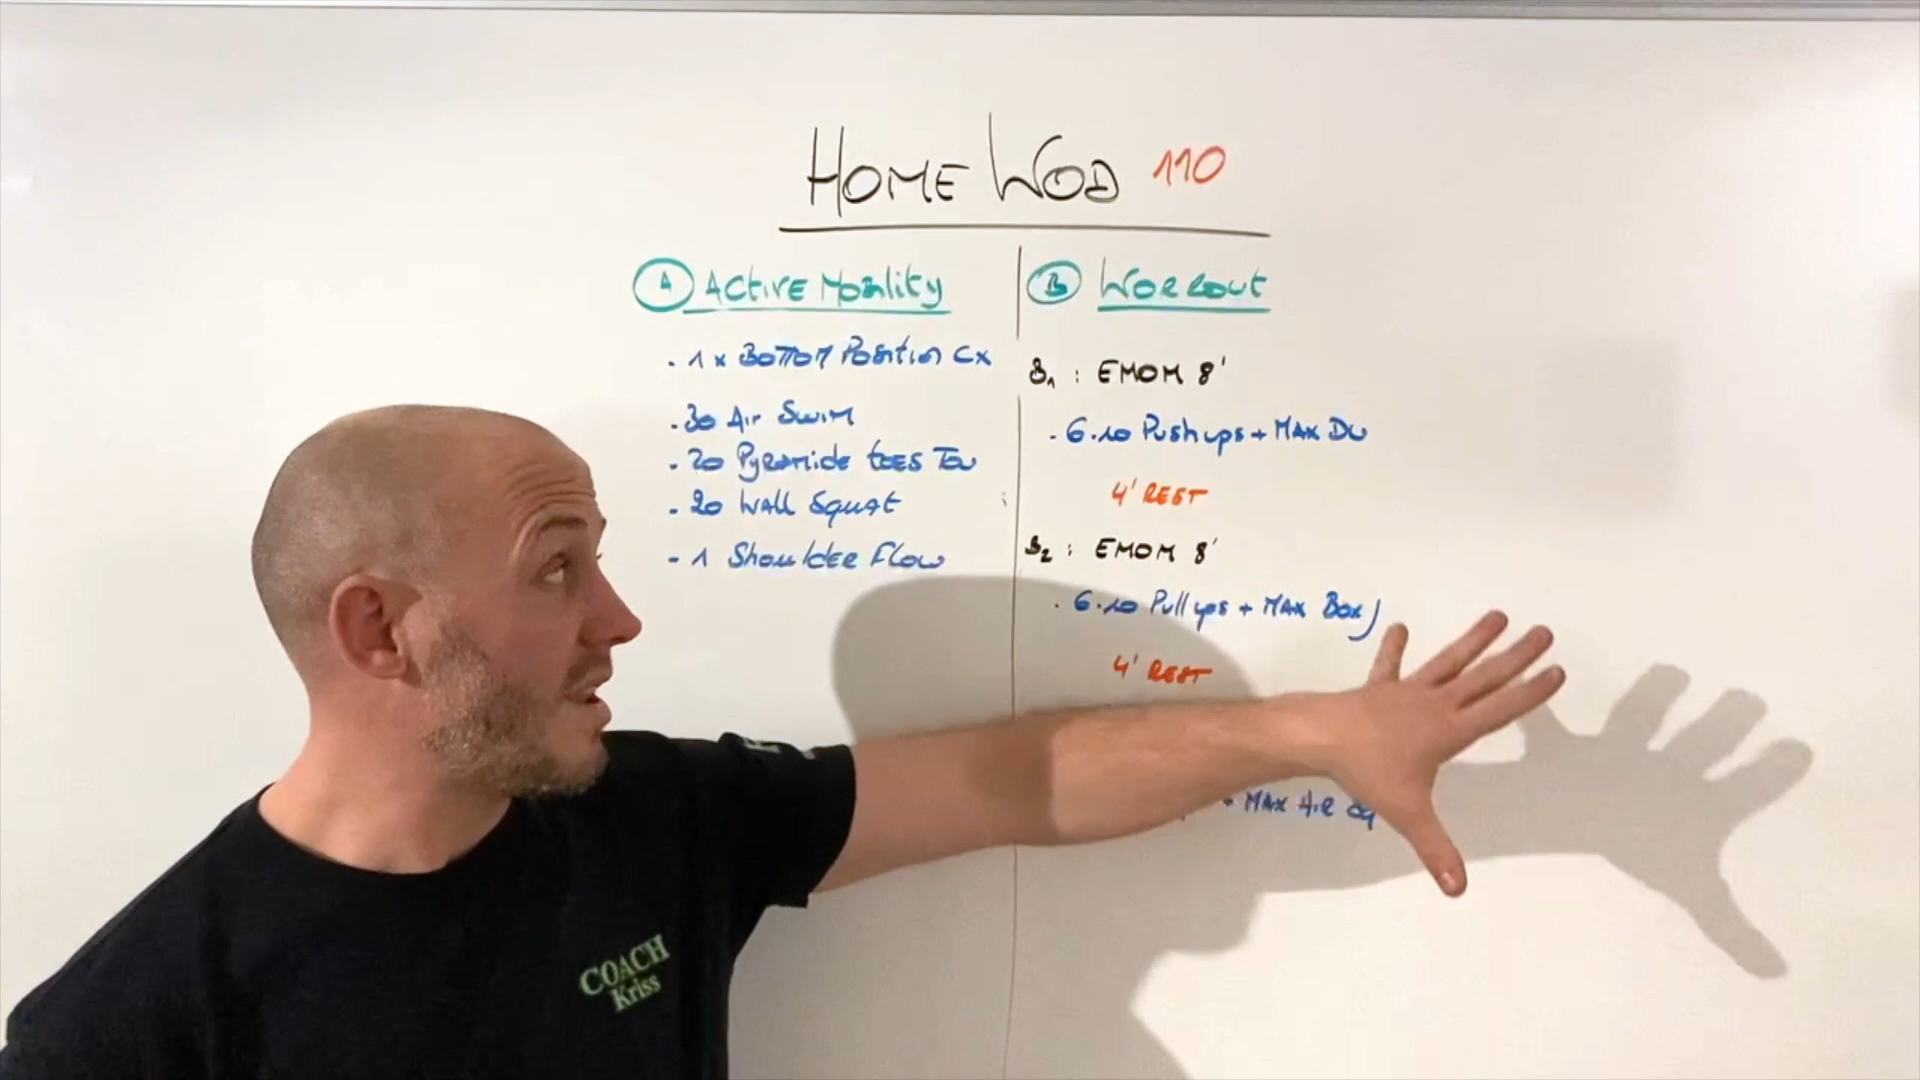 HOME WOD 110
A ACTIVE Mobility
. 1 x BOTTOM Position Cx
. 30 Air Swim
. 20 Pyramide toES
. 20 WALL Squat
- 1 Shoulder Flow
B WORKOUT
B1 : EMOM 8'
. 6.10 Push ups + MAX DU
4' REST
B2 : EMOM 8'
. 6.10 Pull ups + MAX Box J
4' REST
+ MAX AIR
COACH
Kriss